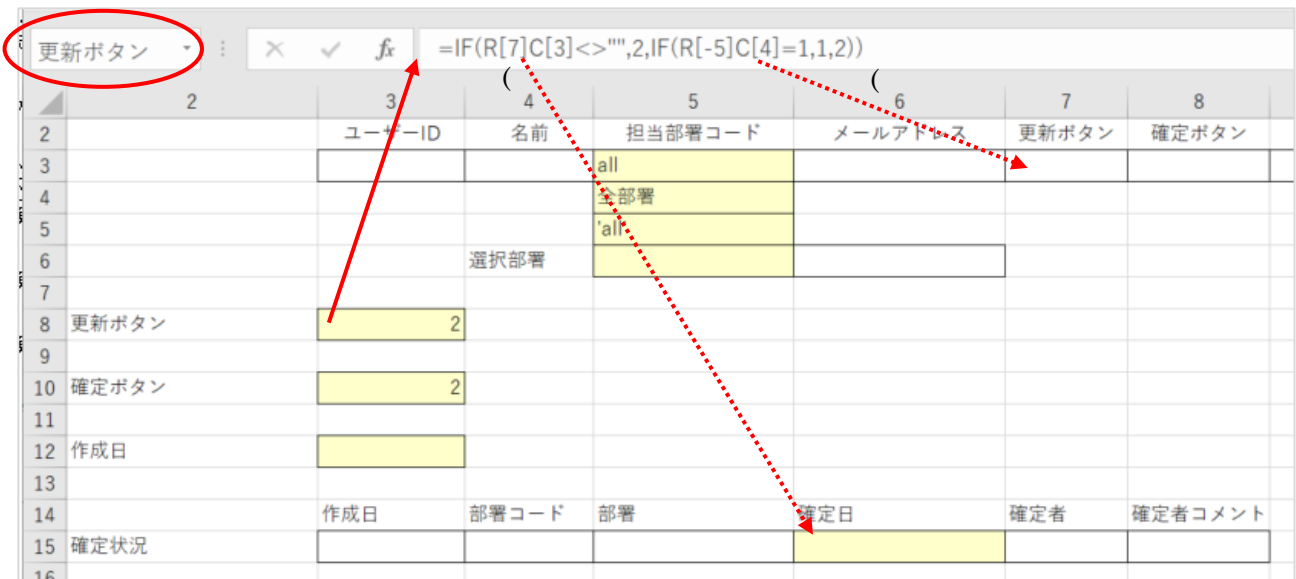 更新ボタン fx =IF(R[7]C[3]<>"",2,IF(R[-5]C[4]=1,1,2))
( (
2 3 4 5 6 7 8
2 ユーザーID 名前 担当部署コード メールアドレス 更新ボタン 確定ボタン
3 all
4 全部署
5 'all'
6 選択部署
7
8 更新ボタン 2
9
10 確定ボタン 2
11
12 作成日
13
14 作成日 部署コード 部署 確定日 確定者 確定者コメント
15 確定状況
16